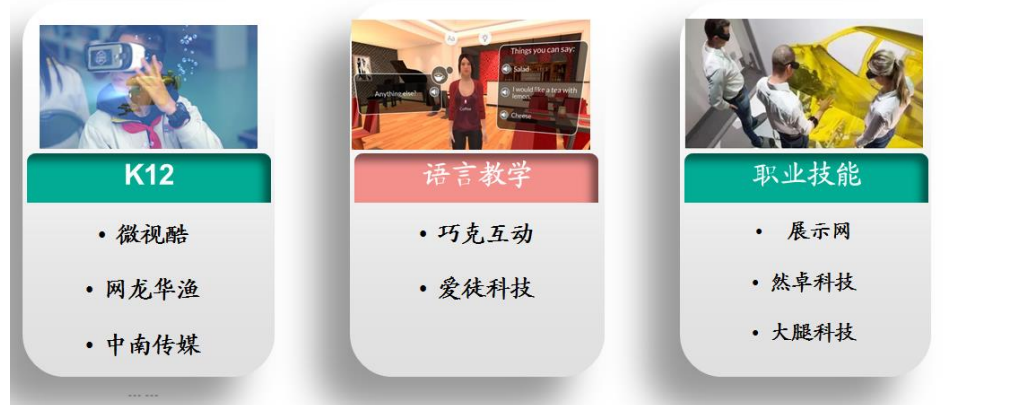 Things you can say:
Salad
Anything else?
I would like a tea with
lemon.
Coffee
Cheese
K12
语言教学
职业技能
• 微视酷
• 巧克互动
• 展示网
• 网龙华渔
• 爱徒科技
• 然卓科技
• 中南传媒
• 大腿科技
--- ---